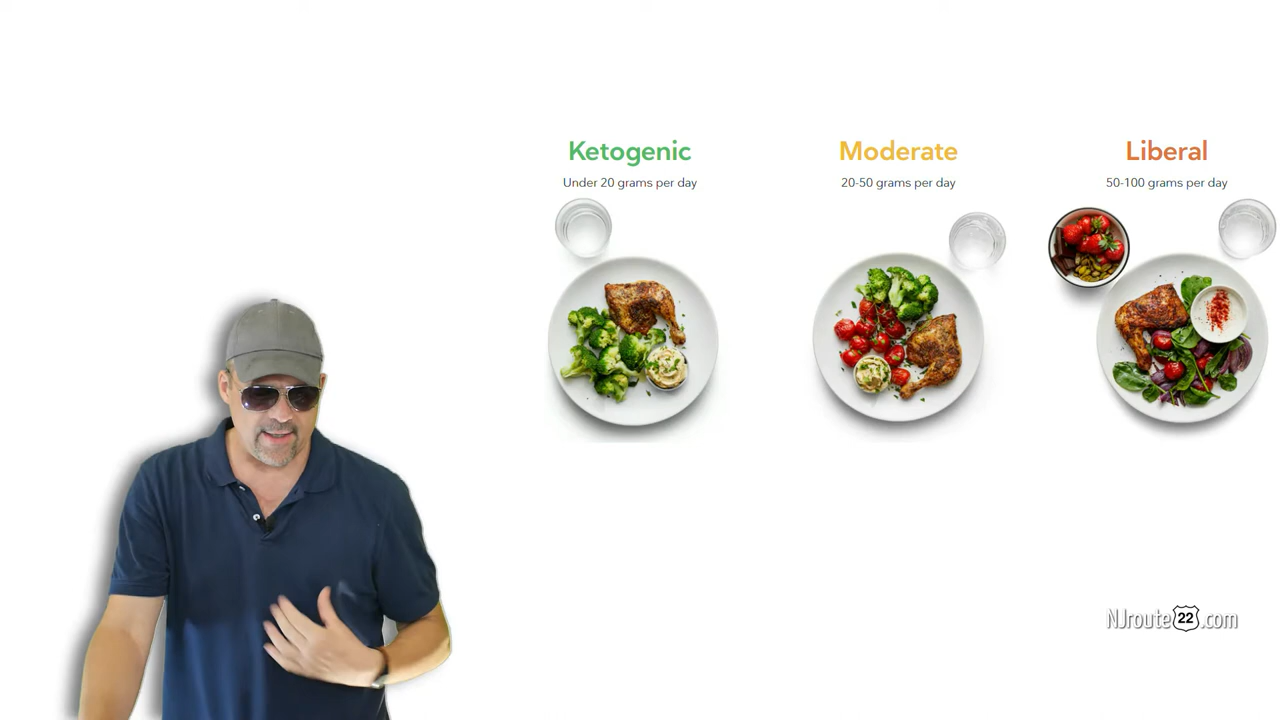 Ketogenic
Under 20 grams per day
Moderate
20-50 grams per day
Liberal
50-100 grams per day
NJroute22.com